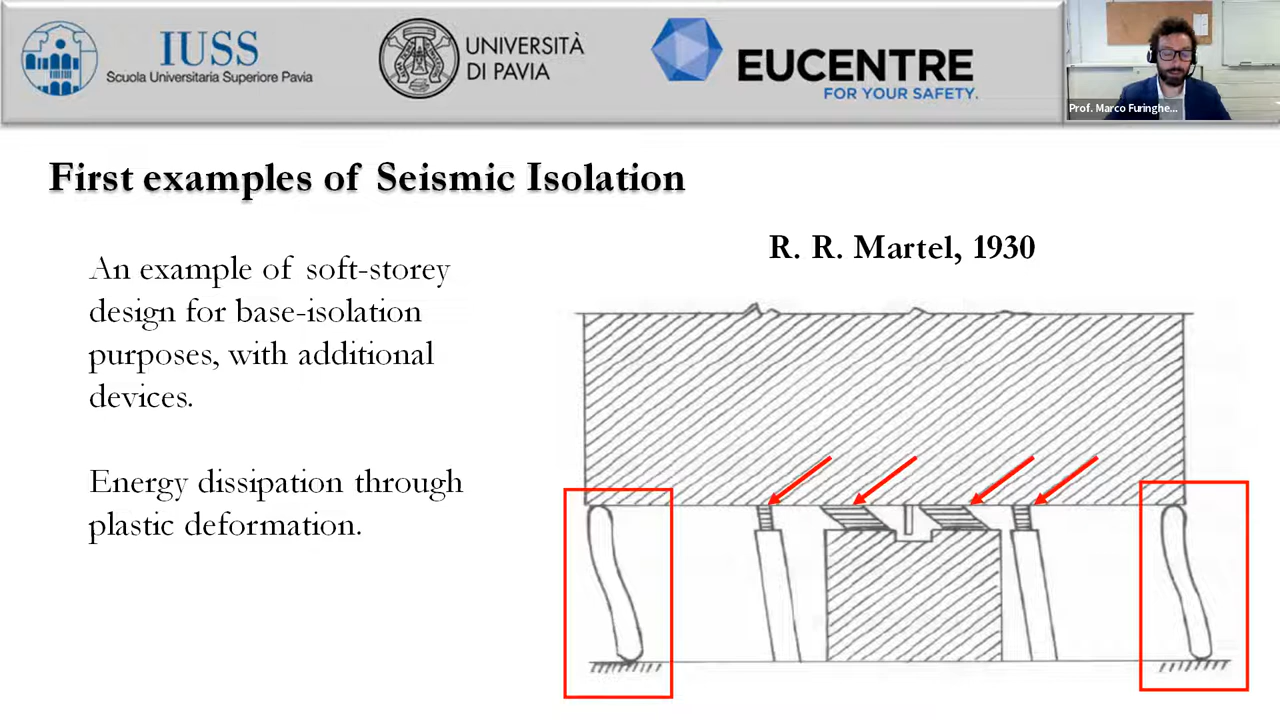 IUSS
Scuola Universitaria Superiore Pavia
UNIVERSITÀ
DI PAVIA
EUCENTRE
FOR YOUR SAFETY.
Prof. Marco Furinghe...
First examples of Seismic Isolation
R. R. Martel, 1930
An example of soft-storey
design for base-isolation
purposes, with additional
devices.
Energy dissipation through
plastic deformation.